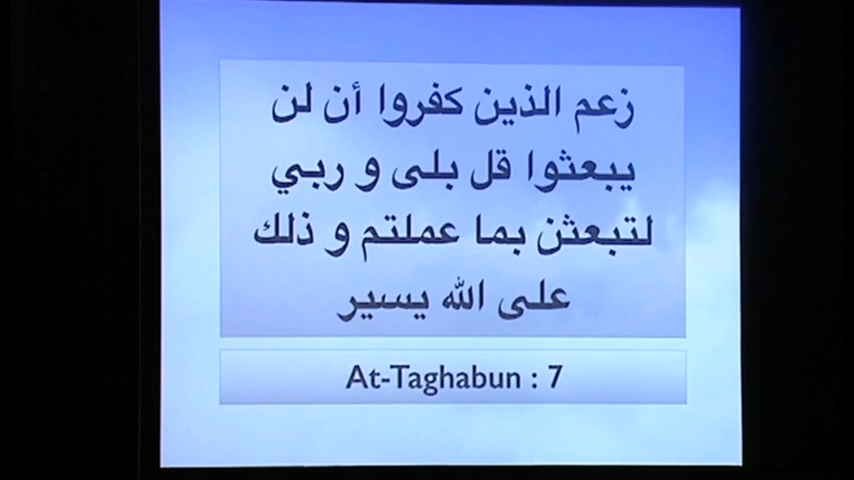 زعم الذين كفروا أن لن
يبعثوا قل بلى و ربي
لتبعثن بما عملتم و ذلك
على الله يسير
At-Taghabun : 7